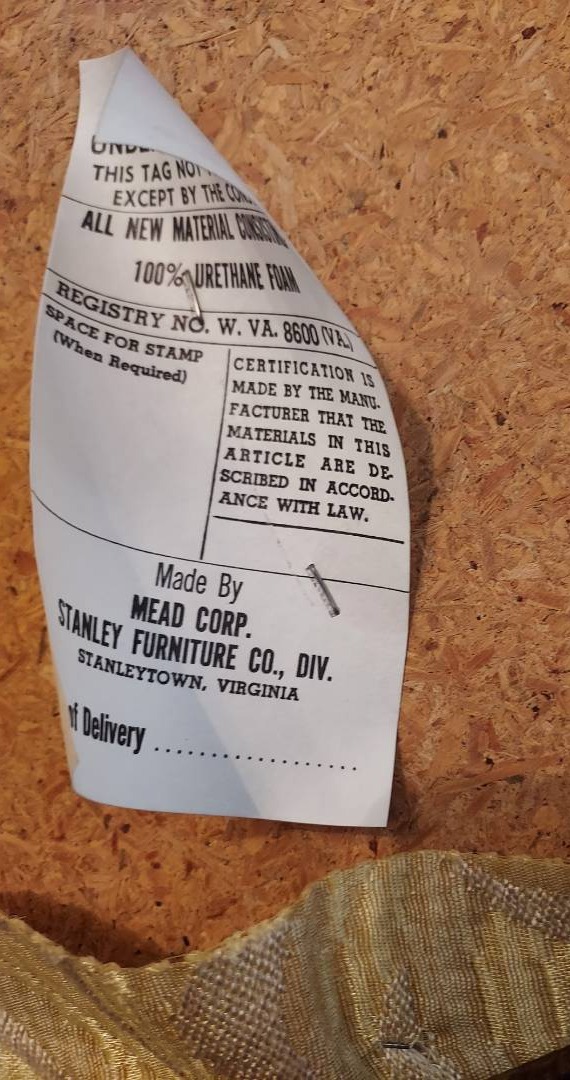 THIS TAG NOT
EXCEPT BY THE
ALL NEW MATERIAL
100% URETHANE FOAM
REGISTRY NO. W. VA. 8600 (VA.)
SPACE FOR STAMP
(When Required)
CERTIFICATION IS
MADE BY THE MANU-
FACTURER THAT THE
MATERIALS IN THIS
ARTICLE ARE DE-
SCRIBED IN ACCORD-
ANCE WITH LAW.
Made By
MEAD CORP.
STANLEY FURNITURE CO., DIV.
STANLEYTOWN, VIRGINIA
of Delivery ..................